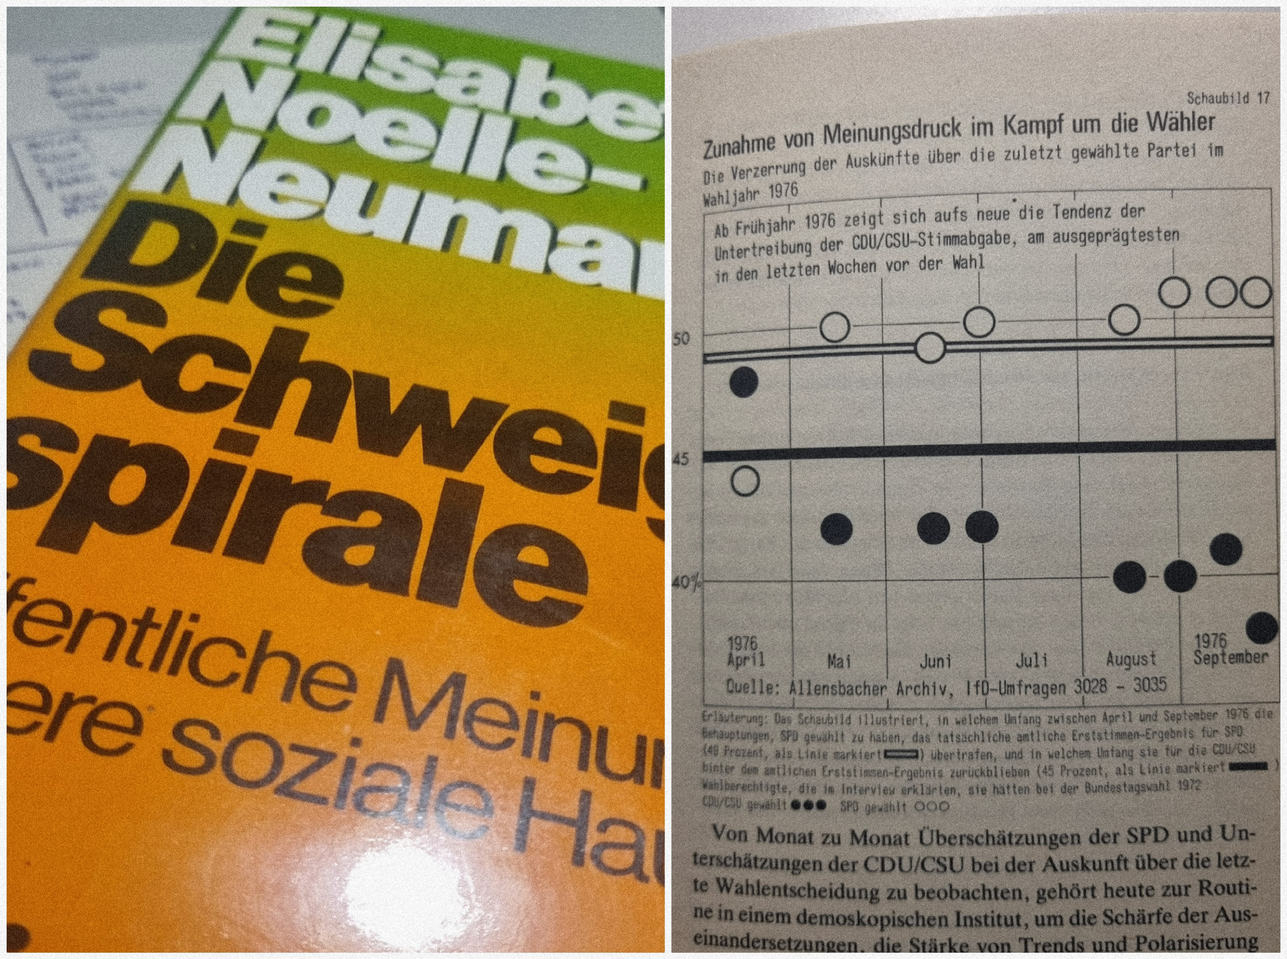 Elisabe
Noelle-
Neuma
Die
Schweig
spirale
fentliche Meinu
ere soziale Hau
Schaubild 17
Zunahme von Meinungsdruck im Kampf um die Wähler
Die Verzerrung der Auskünfte über die zuletzt gewählte Partei im
Wahljahr 1976
Ab Frühjahr 1976 zeigt sich aufs neue die Tendenz der
Untertreibung der CDU/CSU-Stimmabgabe, am ausgeprägtesten
in den letzten Wochen vor der Wahl
50
45
40%
1976
April
Mai
Juni
Juli
August
1976
September
Quelle: Allensbacher Archiv, IfD-Umfragen 3028 - 3035
Erläuterung: Das Schaubild illustriert, in welchem Umfang zwischen April und September 1976 die
Behauptungen, SPD gewählt zu haben, das tatsächliche amtliche Erststimmen-Ergebnis für SPD
(49 Prozent, als Linie markiert ) übertrafen, und in welchem Umfang sie für die CDU/CSU
hinter dem amtlichen Erststimmen-Ergebnis zurückblieben (45 Prozent, als Linie markiert )
Wahlberechtigte, die im Interview erklärten, sie hätten bei der Bundestagswahl 1972
CDU/CSU gewählt ●●● SPD gewählt ○○○
Von Monat zu Monat Überschätzungen der SPD und Un-
terschätzungen der CDU/CSU bei der Auskunft über die letz-
te Wahlentscheidung zu beobachten, gehört heute zur Routi-
ne in einem demoskopischen Institut, um die Schärfe der Aus-
einandersetzungen, die Stärke von Trends und Polarisierung